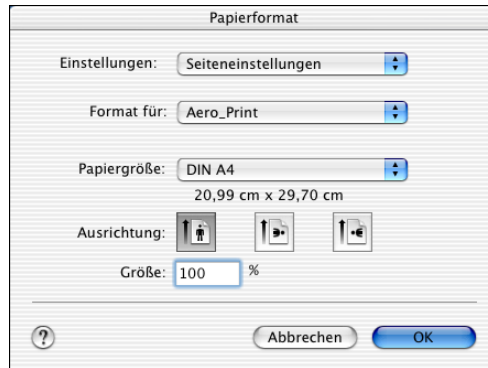 Papierformat
Einstellungen: Seiteneinstellungen
Format für: Aero_Print
Papiergröße: DIN A4
20,99 cm x 29,70 cm
Ausrichtung:
Größe: 100 %
? Abbrechen OK